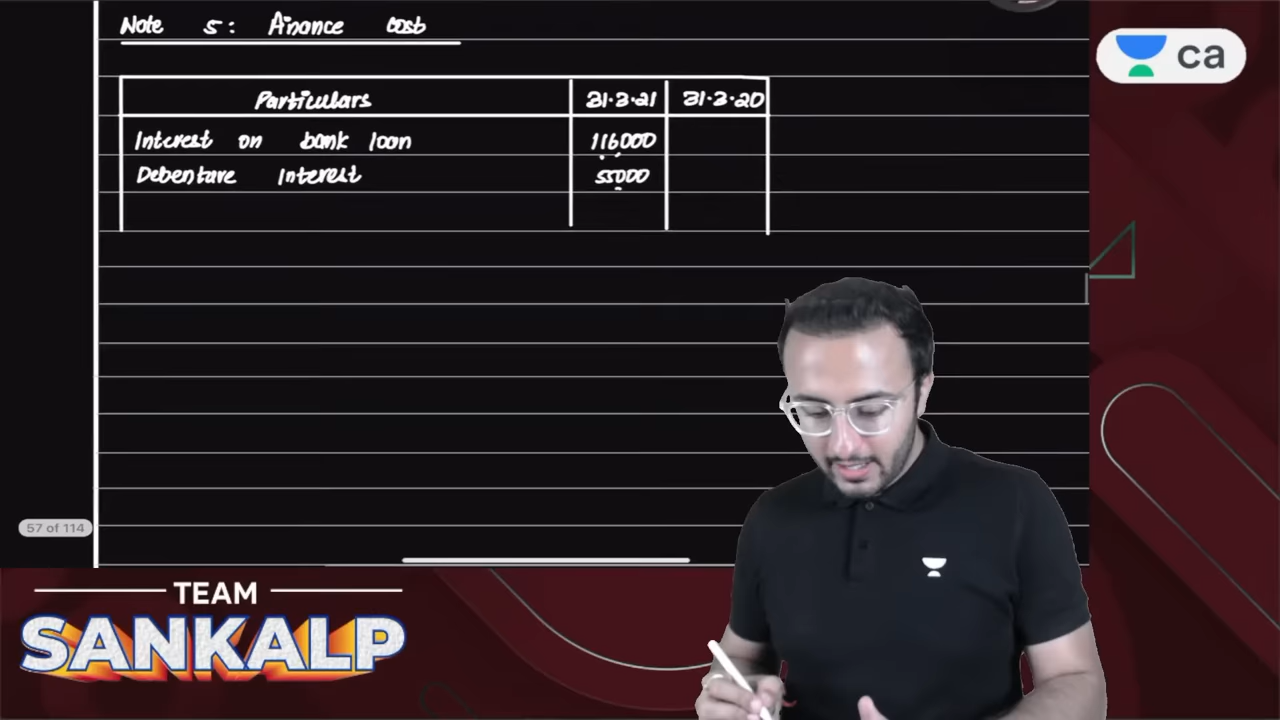 Note 5: Finance cost
Particulars 31.3.21 31.3.20
Interest on bank loan 116000
Debenture Interest 55000
57 of 114
TEAM
SANKALP
ca